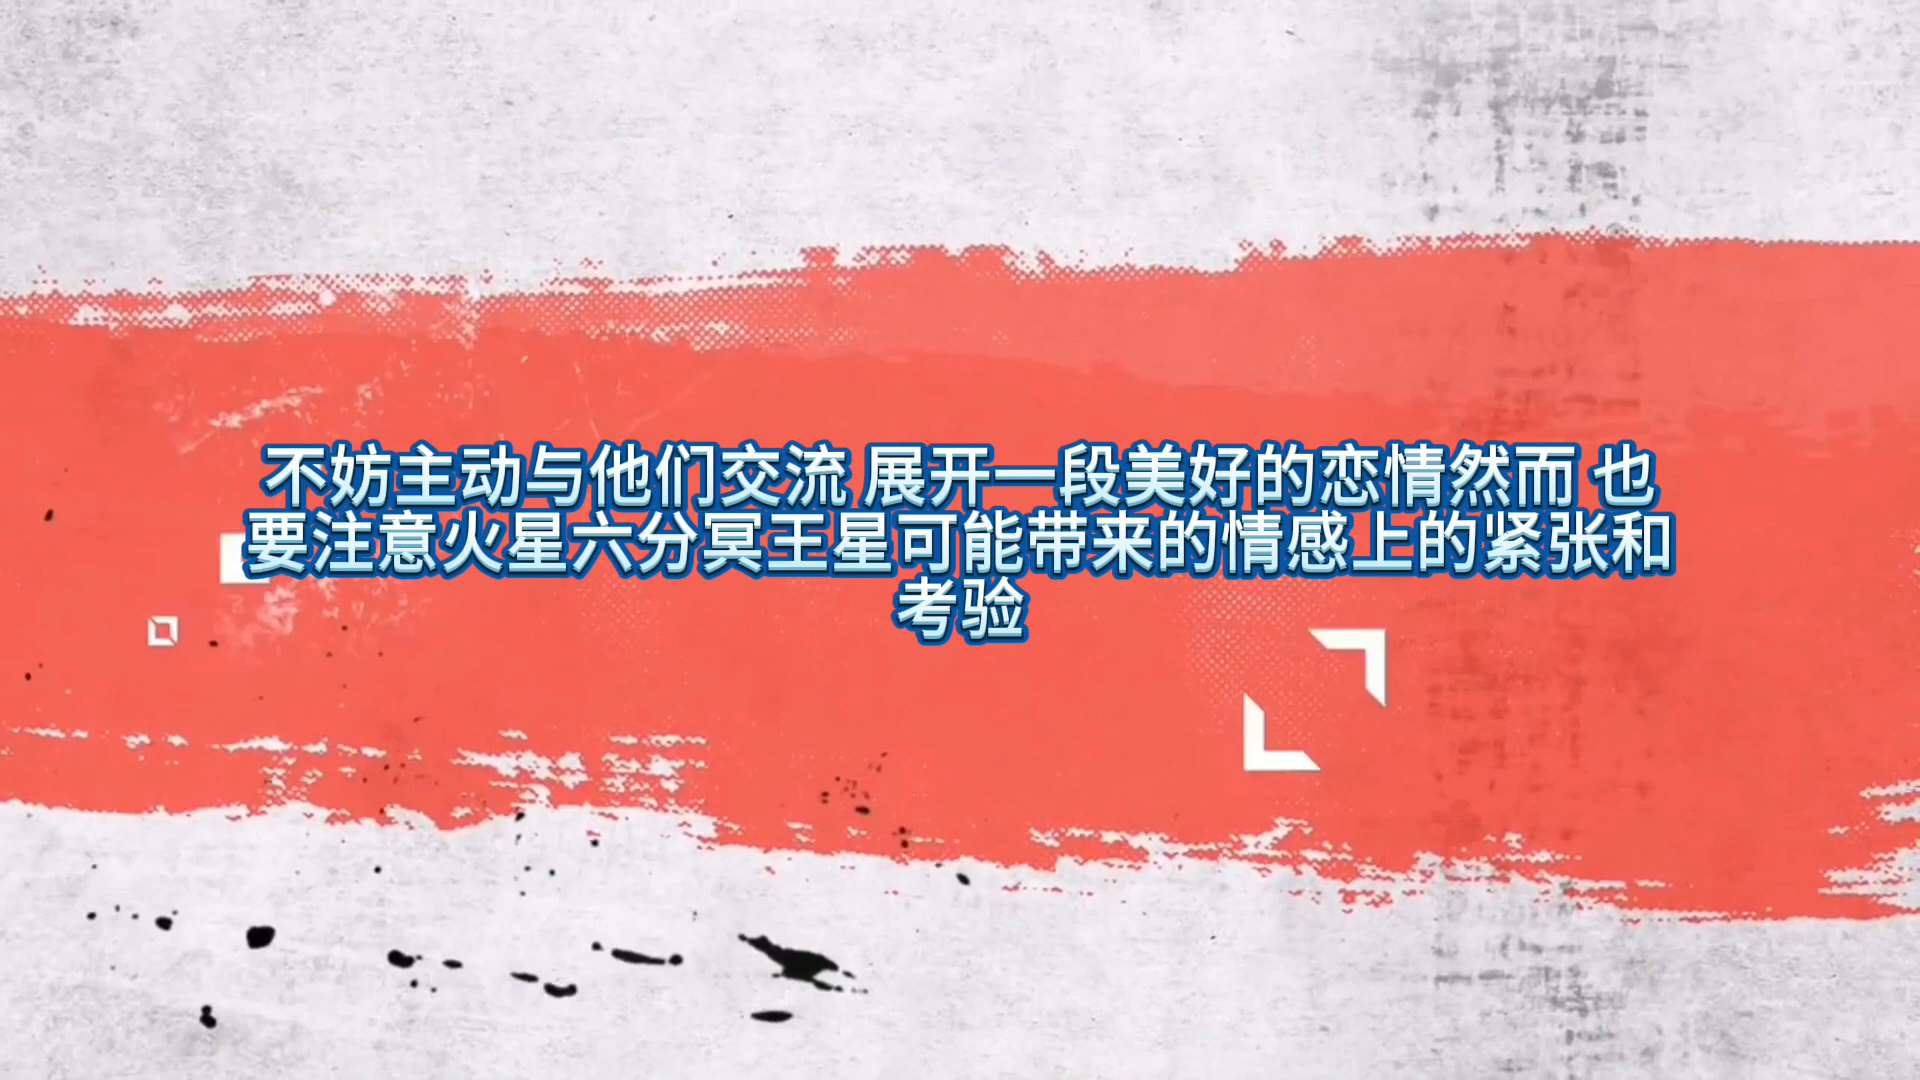 不妨主动与他们交流 展开一段美好的恋情然而 也
要注意火星六分冥王星可能带来的情感上的紧张和
考验